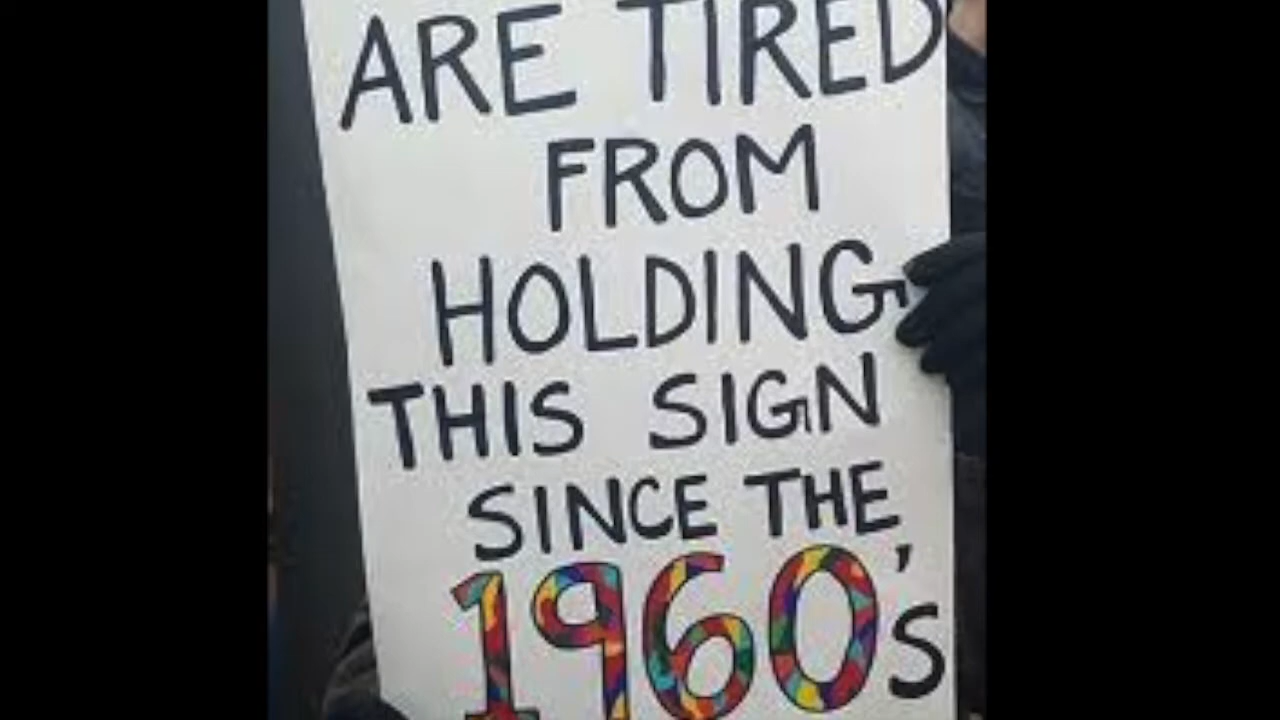 ARE TIRED
FROM
HOLDING
THIS SIGN
SINCE THE
1960's